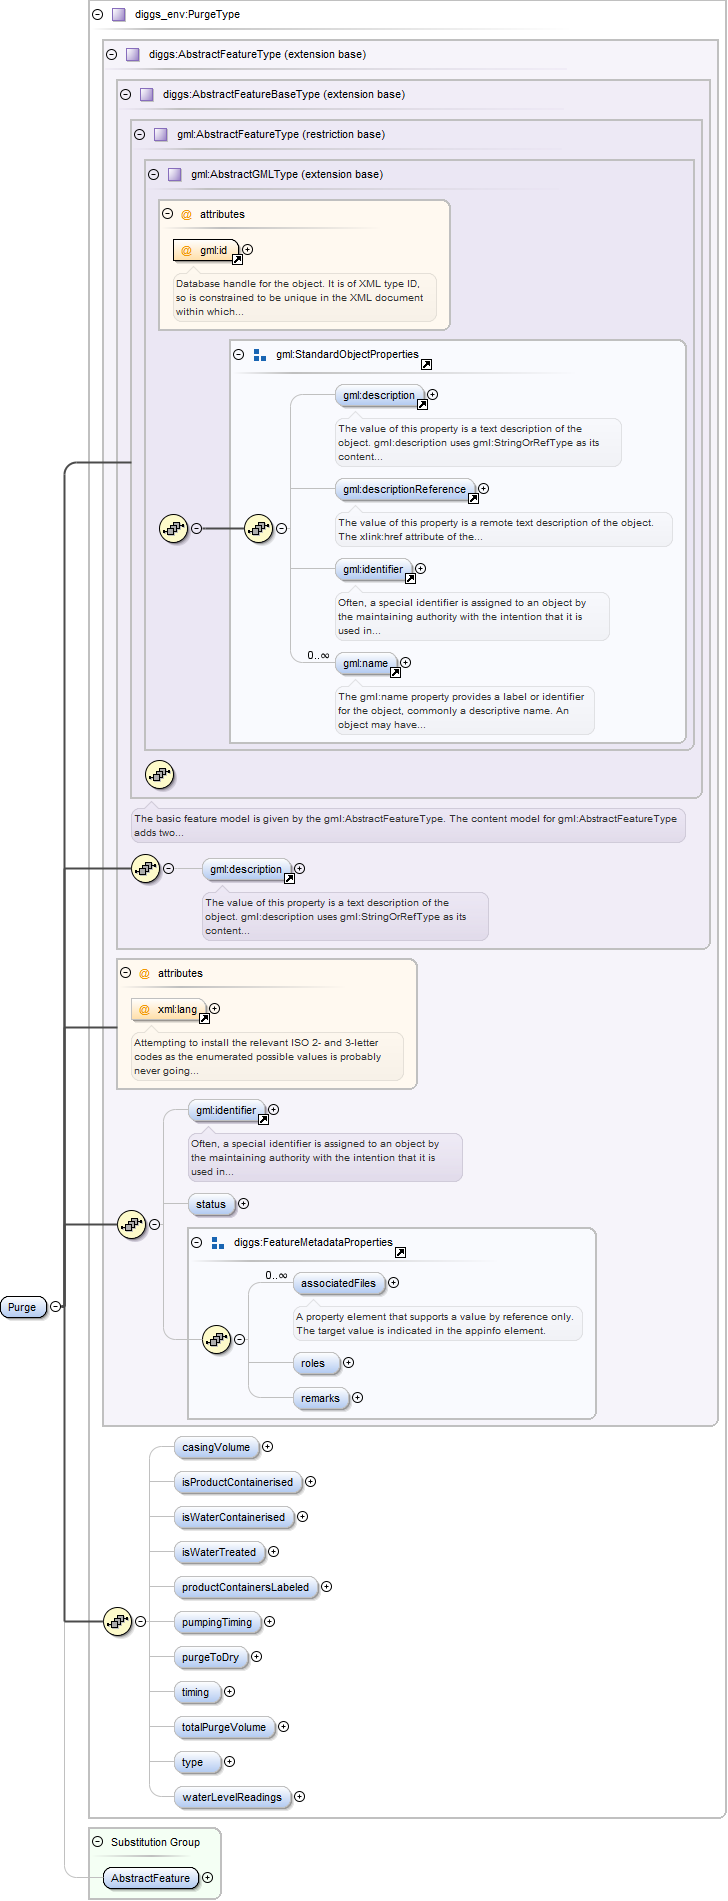 diggs_env:PurgeType
diggs:AbstractFeatureType (extension base)
diggs:AbstractFeatureBaseType (extension base)
gml:AbstractFeatureType (restriction base)
gml:AbstractGMLType (extension base)
@ attributes
@ gml:id
Database handle for the object. It is of XML type ID,
so is constrained to be unique in the XML document
within which...
gml:StandardObjectProperties
gml:description
The value of this property is a text description of the
object. gml:description uses gml:StringOrRefType as its
content...
gml:descriptionReference
The value of this property is a remote text description of the object.
The xlink:href attribute of the...
gml:identifier
Often, a special identifier is assigned to an object by
the maintaining authority with the intention that it is
used in...
0..∞
gml:name
The gml:name property provides a label or identifier
for the object, commonly a descriptive name. An
object may have...
The basic feature model is given by the gml:AbstractFeatureType. The content model for gml:AbstractFeatureType
adds two...
gml:description
The value of this property is a text description of the
object. gml:description uses gml:StringOrRefType as its
content...
@ attributes
@ xml:lang
Attempting to install the relevant ISO 2- and 3-letter
codes as the enumerated possible values is probably
never going...
gml:identifier
Often, a special identifier is assigned to an object by
the maintaining authority with the intention that it is
used in...
status
diggs:FeatureMetadataProperties
0..∞
associatedFiles
A property element that supports a value by reference only.
The target value is indicated in the appinfo element.
roles
remarks
Purge
casingVolume
isProductContainerised
isWaterContainerised
isWaterTreated
productContainersLabeled
pumpingTiming
purgeToDry
timing
totalPurgeVolume
type
waterLevelReadings
Substitution Group
AbstractFeature